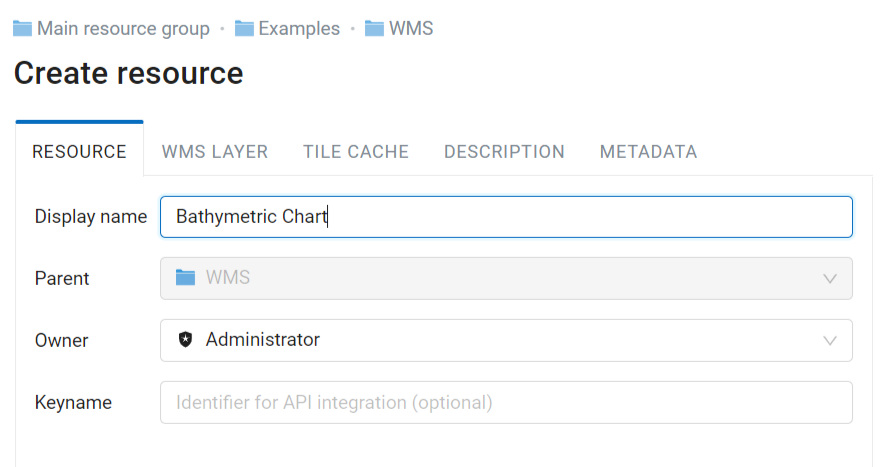 Main resource group · Examples · WMS
Create resource
RESOURCE WMS LAYER TILE CACHE DESCRIPTION METADATA
Display name Bathymetric Chart
Parent WMS
Owner Administrator
Keyname Identifier for API integration (optional)